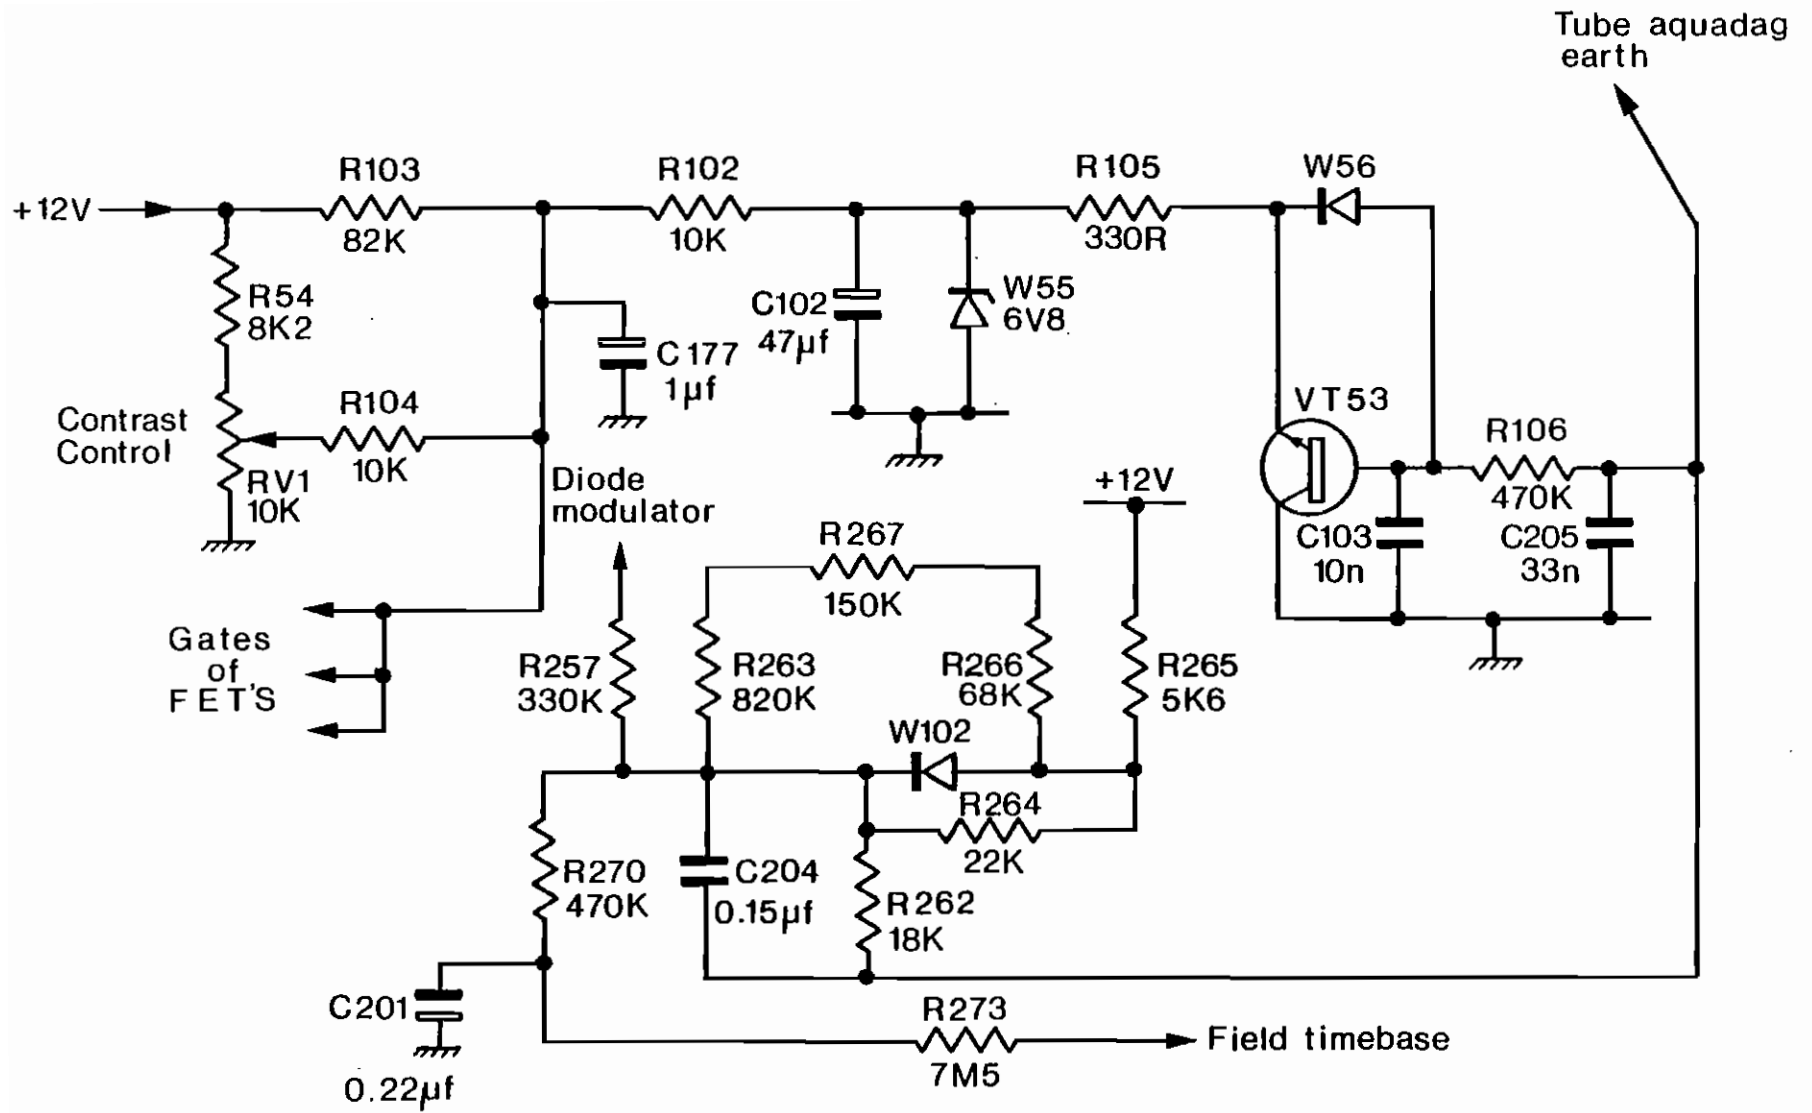 Tube aquadag
earth
R103
R102
R105
W56
+12V
82K
10K
330R
R54
8K2
C102
47µf
W55
6V8
C177
1µf
Contrast
Control
R104
10K
RV1
10K
VT53
R106
470K
Diode
modulator
+12V
C103
10n
C205
33n
R267
150K
Gates
of
FET'S
R257
330K
R263
820K
R266
68K
R265
5K6
W102
R264
22K
R270
470K
C204
0.15µf
R262
18K
C201
0.22µf
R273
7M5
Field timebase